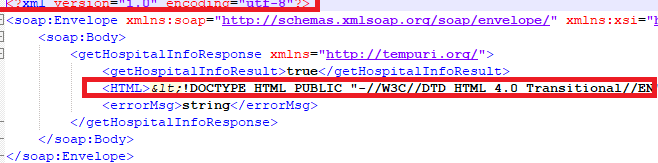 <?xml version="1.0" encoding="utf-8"?>
<soap:Envelope xmlns:soap="http://schemas.xmlsoap.org/soap/envelope/" xmlns:xsi="h
<soap:Body>
<getHospitalInfoResponse xmlns="http://tempuri.org/">
<getHospitalInfoResult>true</getHospitalInfoResult>
<HTML>&lt;!DOCTYPE HTML PUBLIC "-//W3C//DTD HTML 4.0 Transitional//EN
<errorMsg>string</errorMsg>
</getHospitalInfoResponse>
</soap:Body>
</soap:Envelope>